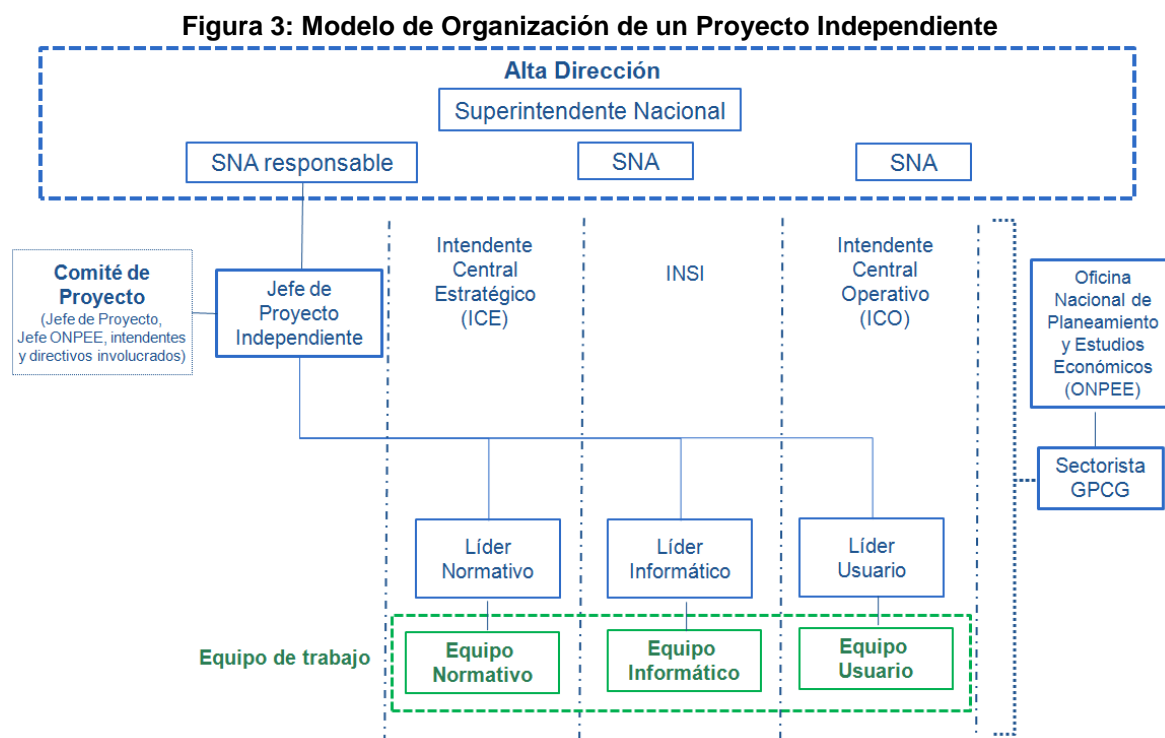 Figura 3: Modelo de Organización de un Proyecto Independiente
Alta Dirección
Superintendente Nacional
SNA responsable
SNA
SNA
Comité de
Proyecto
(Jefe de Proyecto,
Jefe ONPEE, intendentes
y directivos involucrados)
Jefe de
Proyecto
Independiente
Intendente
Central
Estratégico
(ICE)
INSI
Intendente
Central
Operativo
(ICO)
Oficina
Nacional de
Planeamiento
y Estudios
Económicos
(ONPEE)
Sectorista
GPCG
Líder
Normativo
Líder
Informático
Líder
Usuario
Equipo de trabajo
Equipo
Normativo
Equipo
Informático
Equipo
Usuario